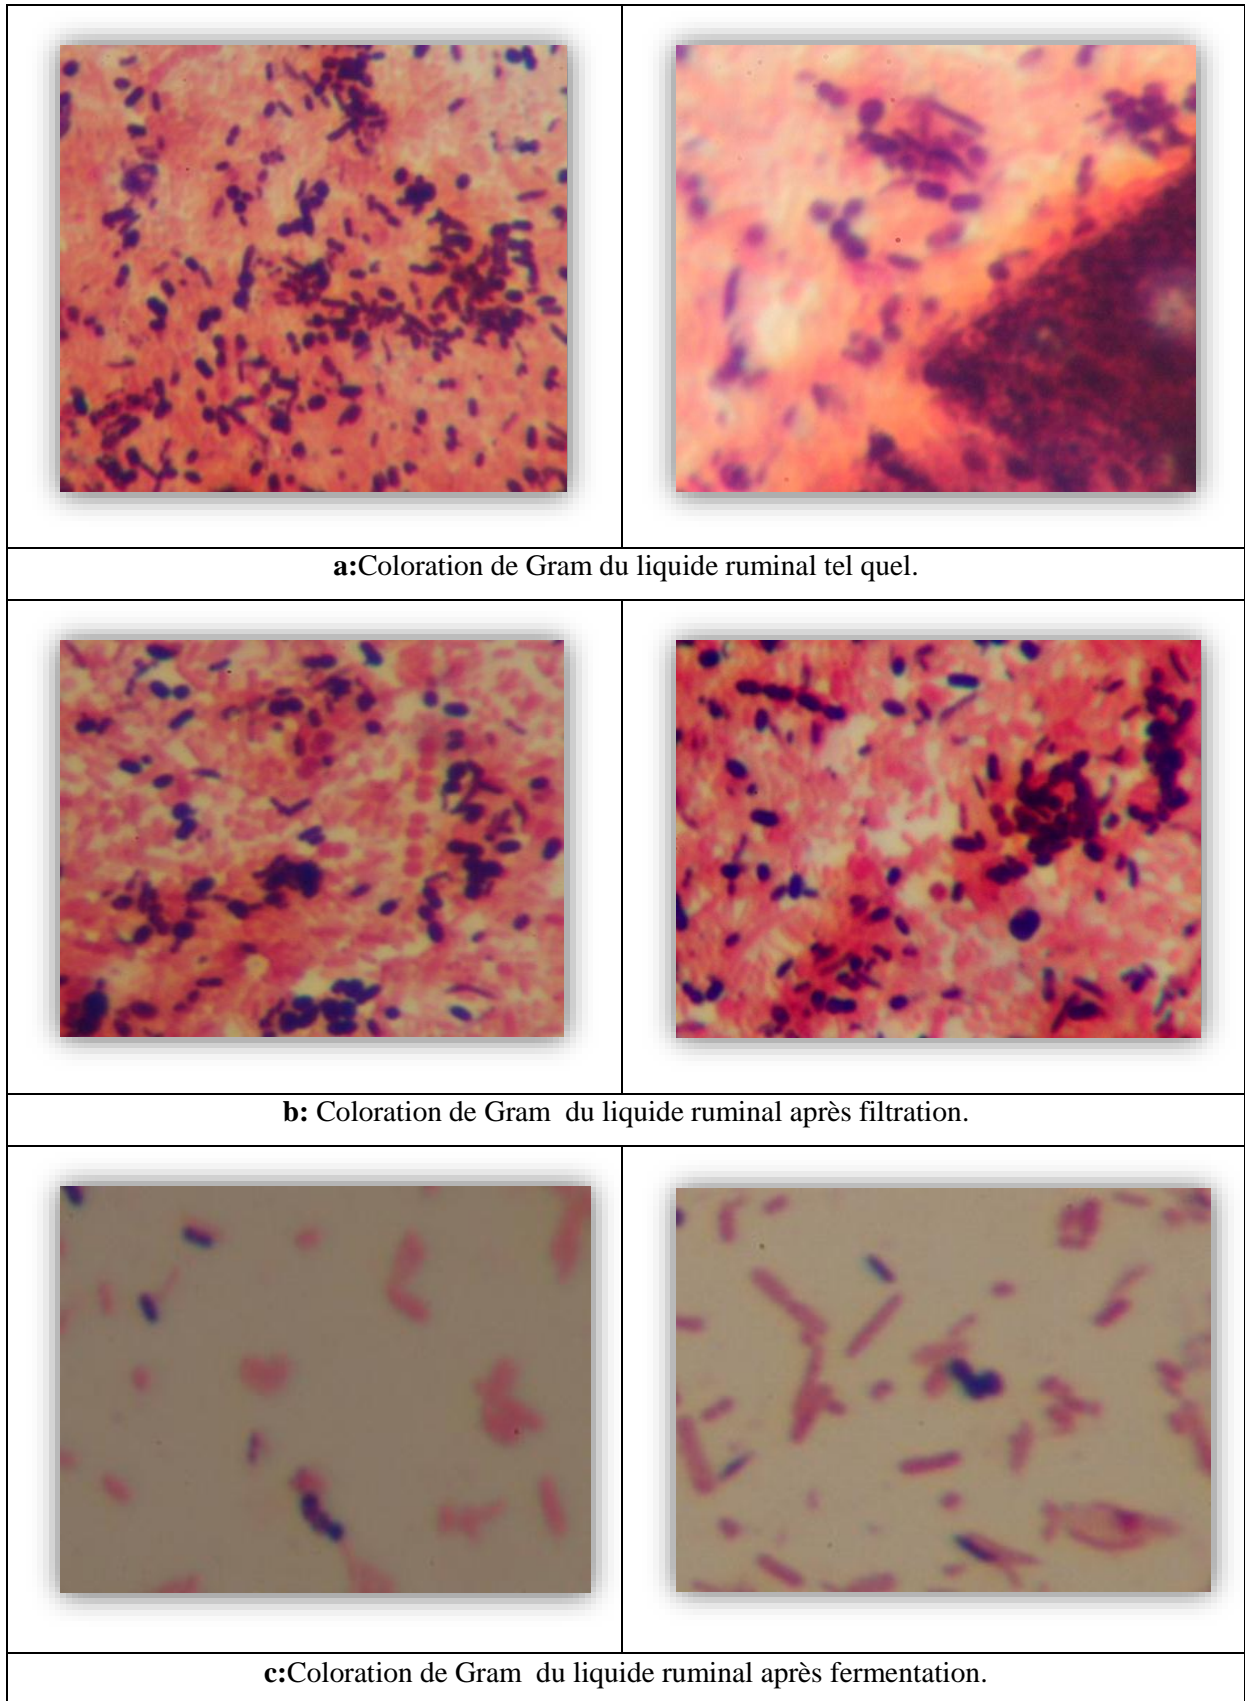 a:Coloration de Gram du liquide ruminal tel quel.
b: Coloration de Gram  du liquide ruminal après filtration.
c:Coloration de Gram  du liquide ruminal après fermentation.